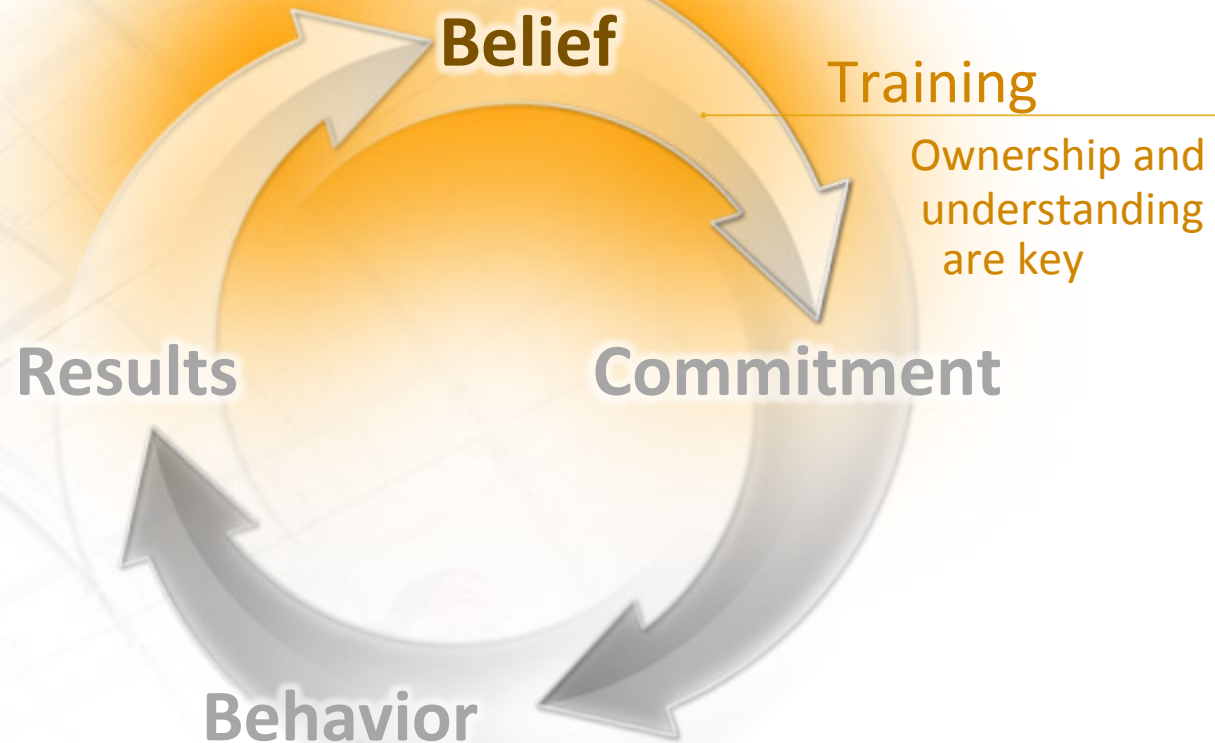 Belief
Training
Ownership and
understanding
are key
Results
Commitment
Behavior